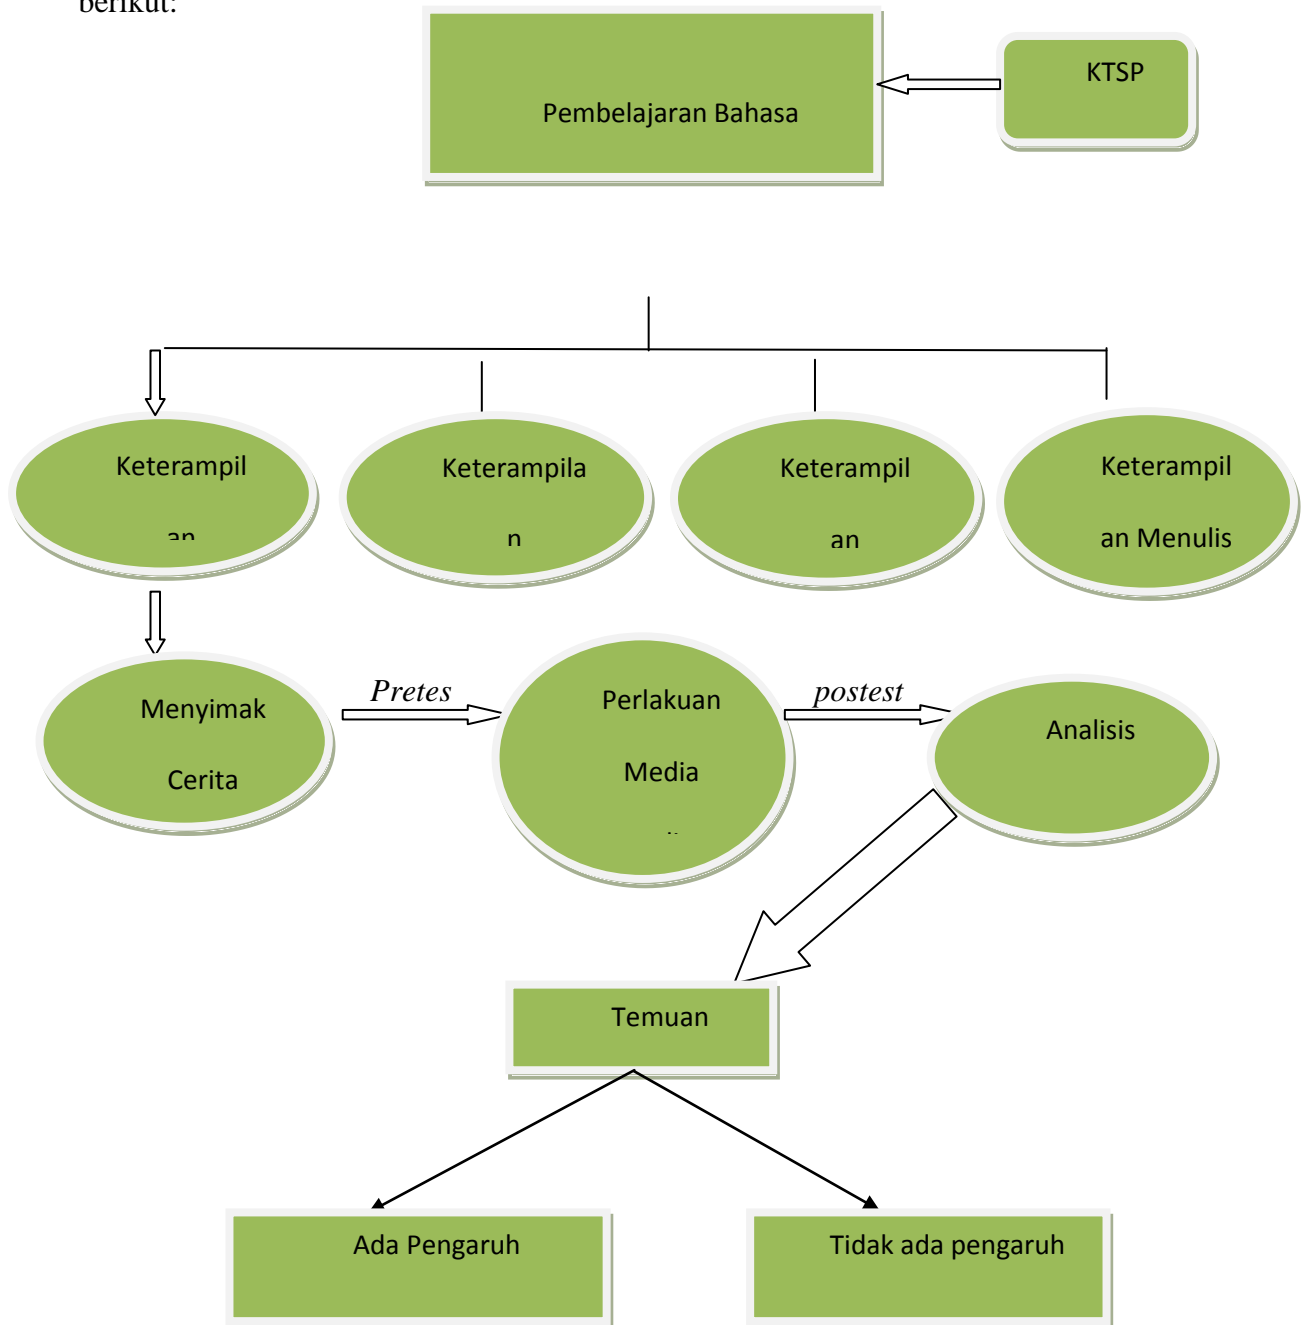 berikut:
KTSP
Pembelajaran Bahasa
Keterampil
an
Keterampila
n
Keterampil
an
Keterampil
an Menulis
Pretes
postest
Menyimak
Cerita
Perlakuan
Media
Analisis
Temuan
Ada Pengaruh
Tidak ada pengaruh